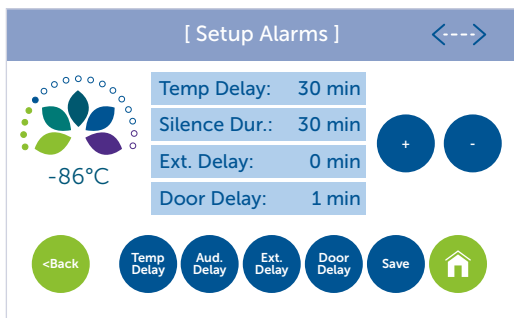 [ Setup Alarms ]
<---->
Temp Delay: 30 min
Silence Dur.: 30 min
Ext. Delay: 0 min
Door Delay: 1 min
+ -
-86°C
<Back
Temp Delay
Aud. Delay
Ext. Delay
Door Delay
Save